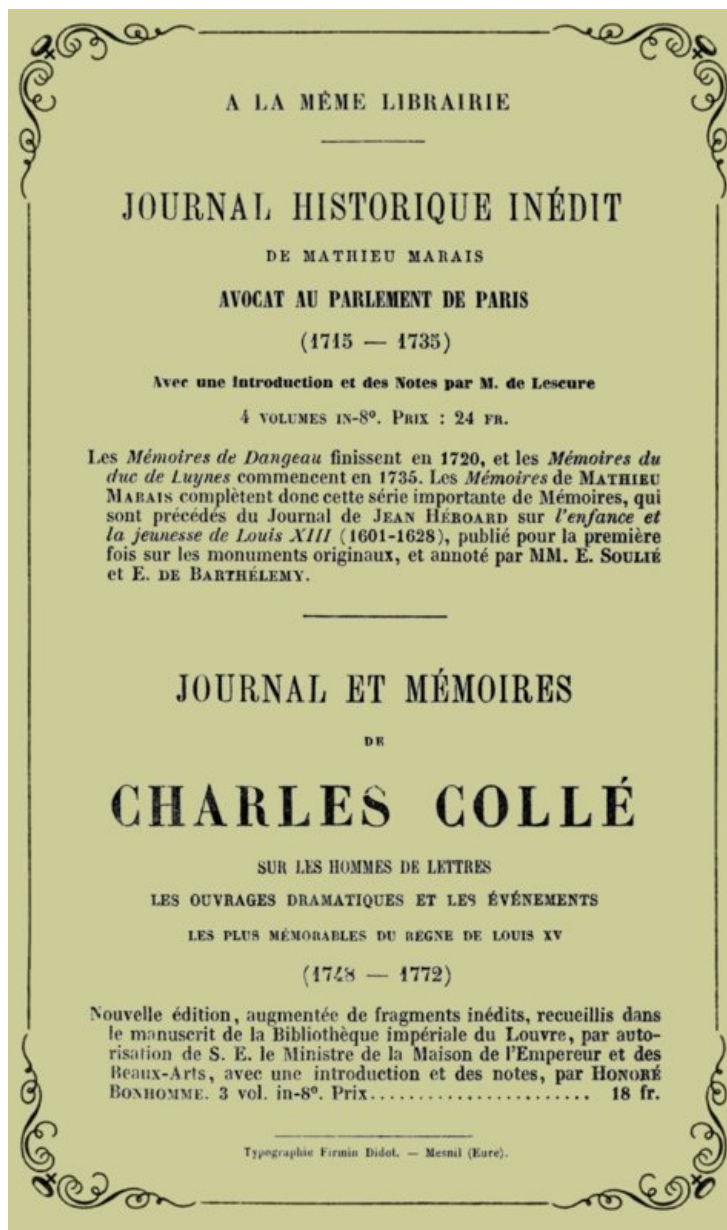 A LA MÊME LIBRAIRIE
JOURNAL HISTORIQUE INÉDIT
DE MATHIEU MARAIS
AVOCAT AU PARLEMENT DE PARIS
(1715 — 1735)
Avec une Introduction et des Notes par M. de Lescure
4 VOLUMES IN-8º. PRIX : 24 FR.
Les Mémoires de Dangeau finissent en 1720, et les Mémoires du
duc de Luynes commencent en 1735. Les Mémoires de MATHIEU
MARAIS complètent donc cette série importante de Mémoires, qui
sont précédés du Journal de JEAN HÉROARD sur l'enfance et
la jeunesse de Louis XIII (1601-1628), publié pour la première
fois sur les monuments originaux, et annoté par MM. E. SOULIÉ
et E. DE BARTHÉLEMY.
JOURNAL ET MÉMOIRES
DE
CHARLES COLLÉ
SUR LES HOMMES DE LETTRES
LES OUVRAGES DRAMATIQUES ET LES ÉVÉNEMENTS
LES PLUS MÉMORABLES DU RÈGNE DE LOUIS XV
(1748 — 1772)
Nouvelle édition, augmentée de fragments inédits, recueillis dans
le manuscrit de la Bibliothèque impériale du Louvre, par auto-
risation de S. E. le Ministre de la Maison de l'Empereur et des
Beaux-Arts, avec une introduction et des notes, par HONORÉ
BONHOMME. 3 vol. in-8º. Prix........................ 18 fr.
Typographie Firmin Didot. — Mesnil (Eure).